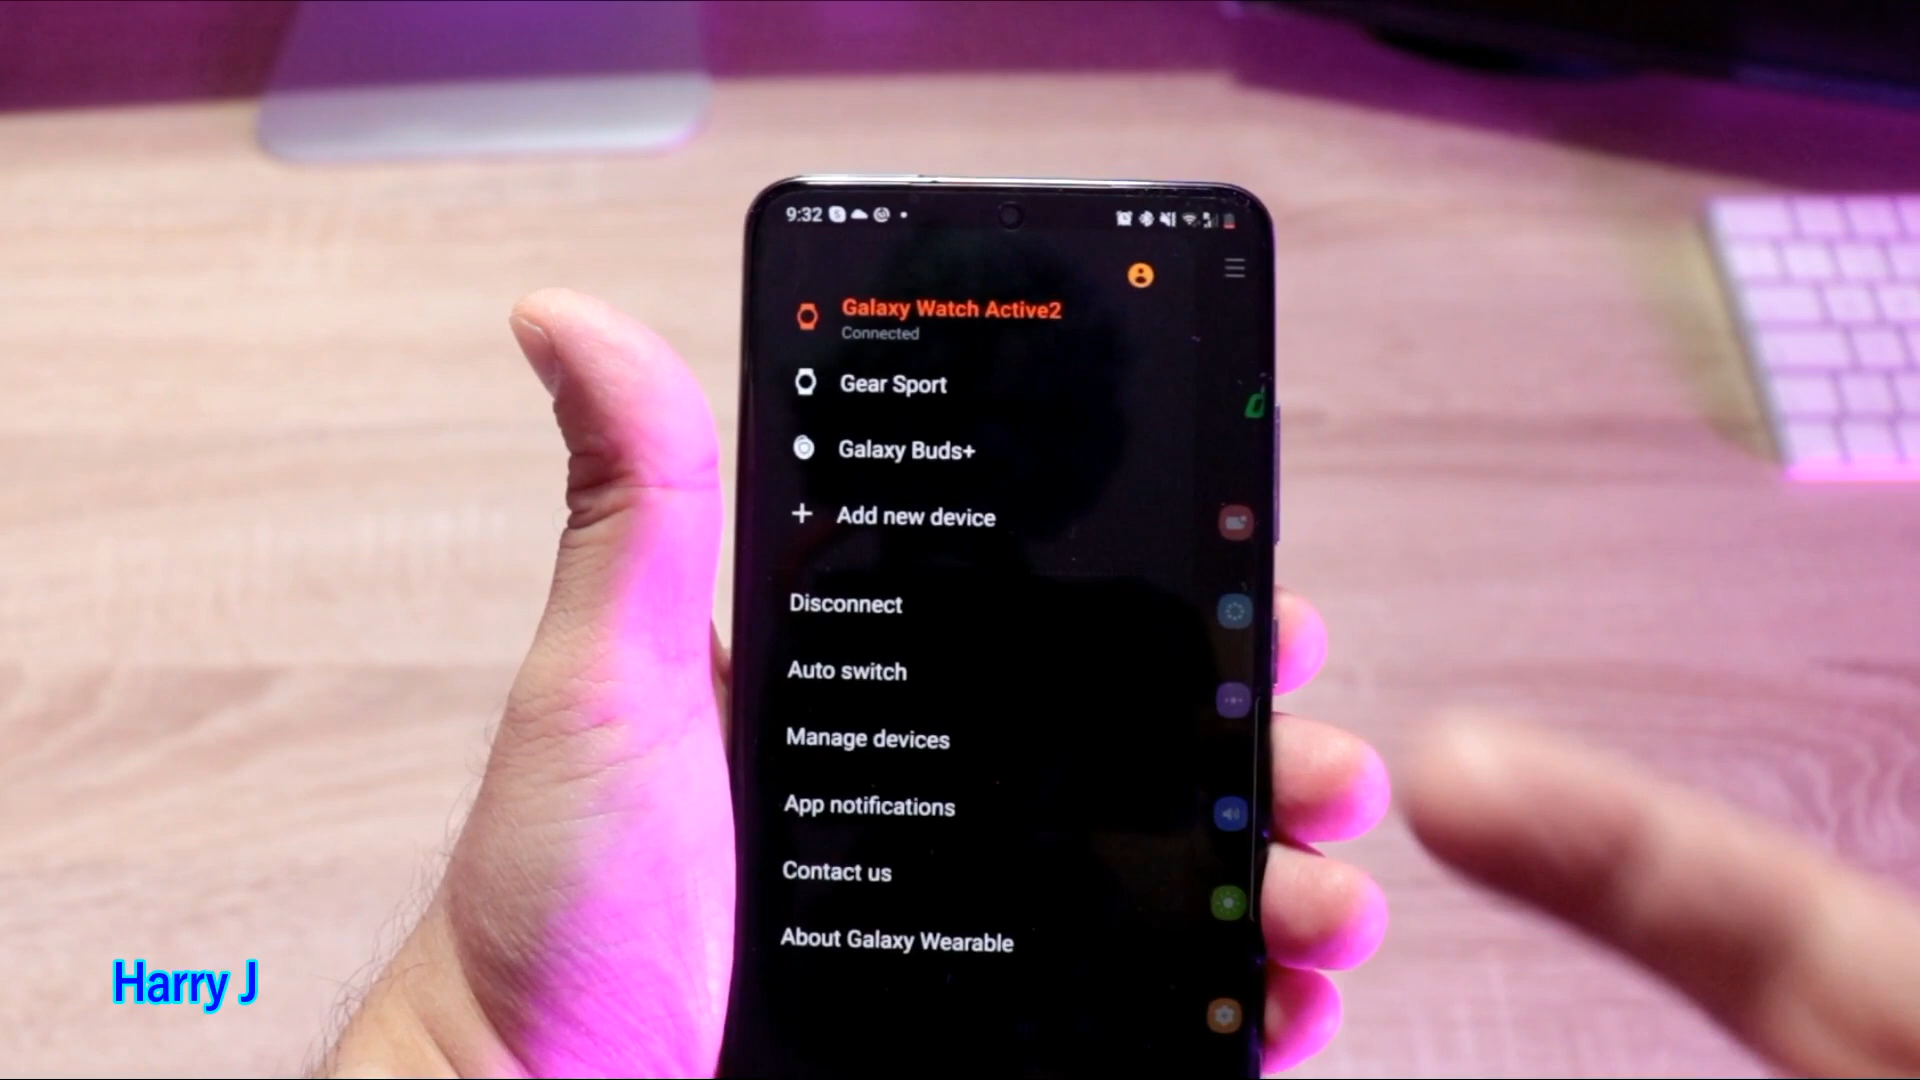 9:32
Galaxy Watch Active2
Connected
Gear Sport
Galaxy Buds+
Add new device
Disconnect
Auto switch
Manage devices
App notifications
Contact us
About Galaxy Wearable
Harry J